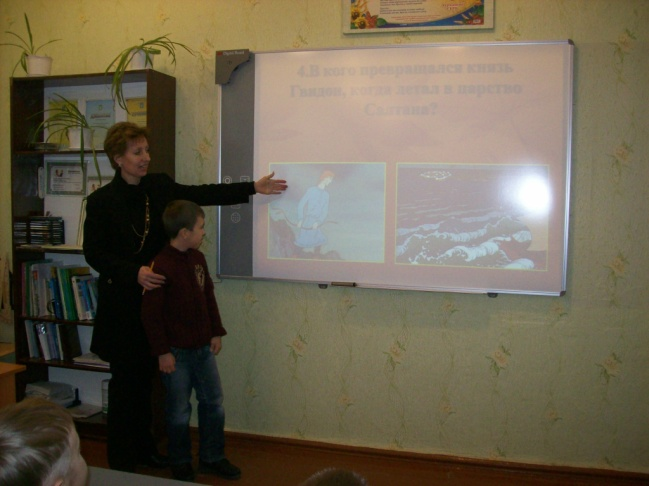 4.В кого превращался князь
Гвидон, когда летал в царство
Салтана?